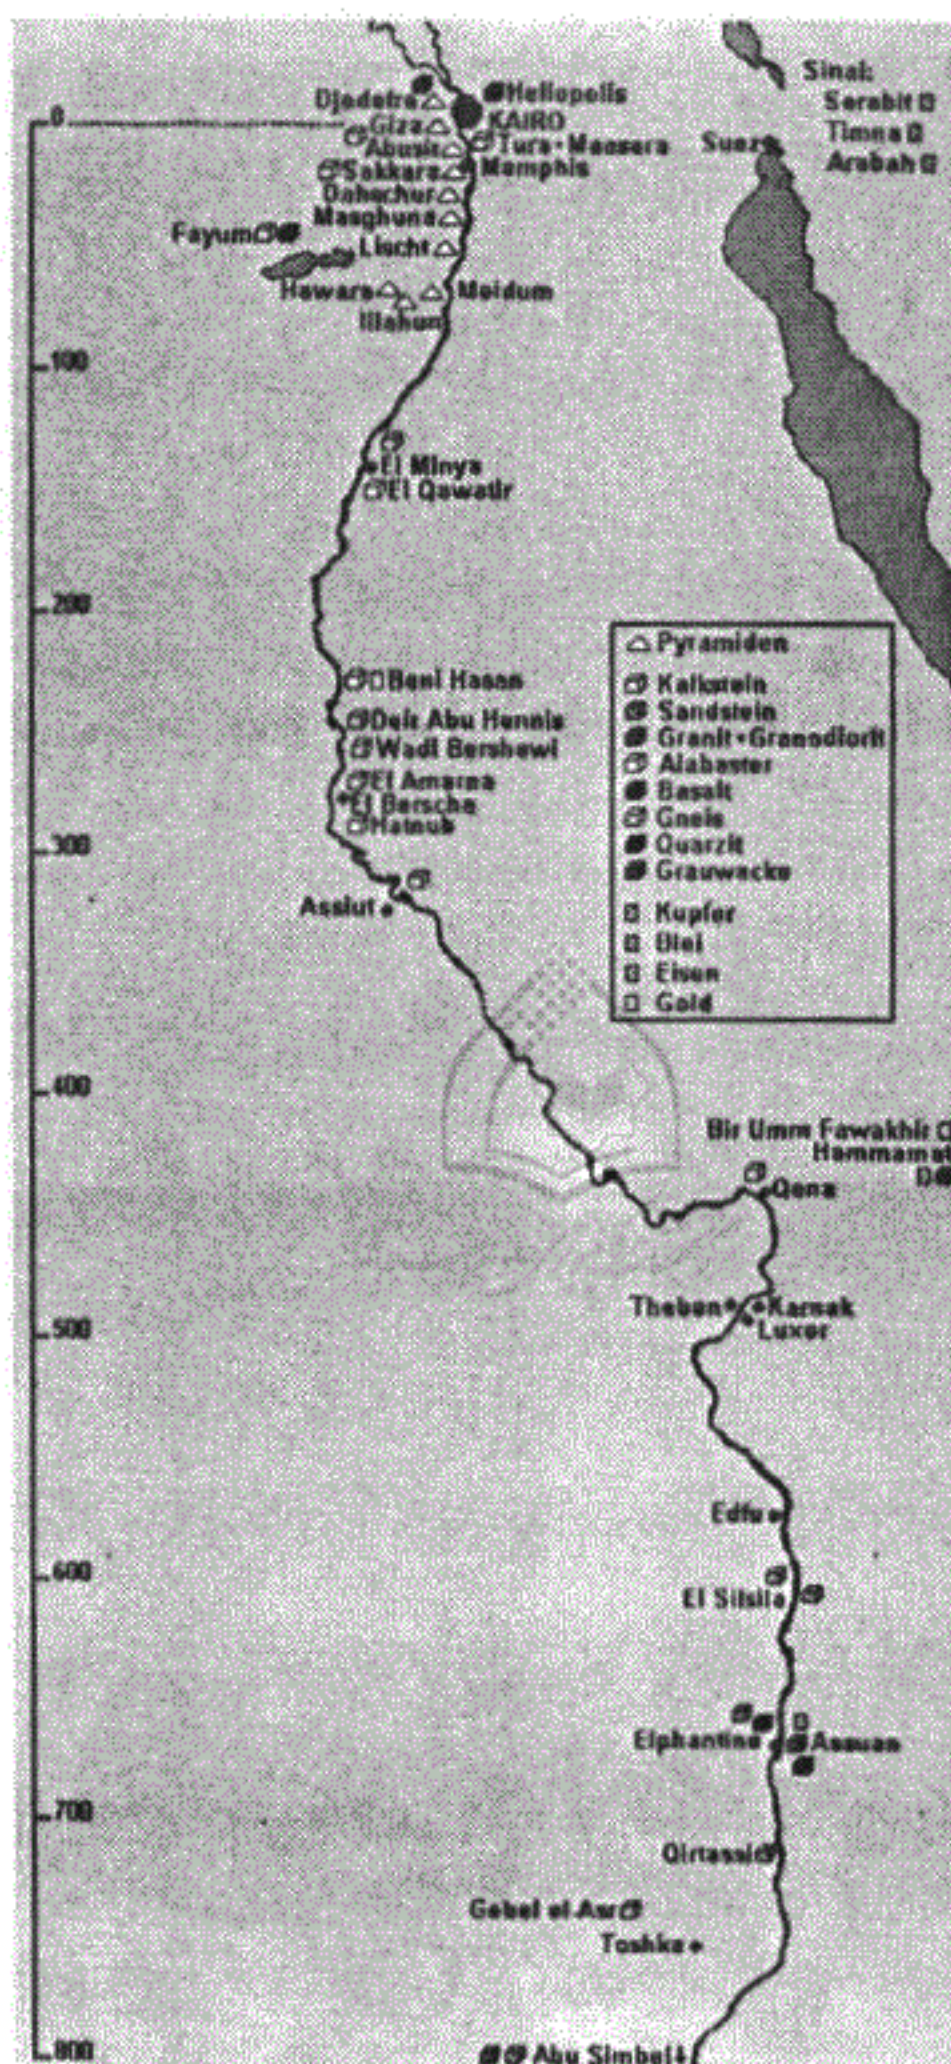 Sinai:
Serabit
Timna
Arabah
Djedefre
Heliopolis
0
Giza
KAIRO
Abusir
Tura • Maasara
Suez
Sakkara
Memphis
Dahschur
Masghuna
Fayum
Lischt
Hawara
Meidum
Illahun
100
El Minya
El Qawatir
200
Beni Hasan
Deir Abu Hennis
Wadi Bershawi
El Amarna
El Berscha
Hatnub
300
Assiut
Pyramiden
Kalkstein
Sandstein
Granit • Granodiorit
Alabaster
Basalt
Gneis
Quarzit
Grauwacke
Kupfer
Blei
Eisen
Gold
400
Bir Umm Fawakhir
Hammamat
Qena
Theben
Karnak
Luxor
500
Edfu
600
El Silsila
Elphantine
Assuan
700
Qirtassi
Gebel el Asr
Toshka
800
Abu Simbel